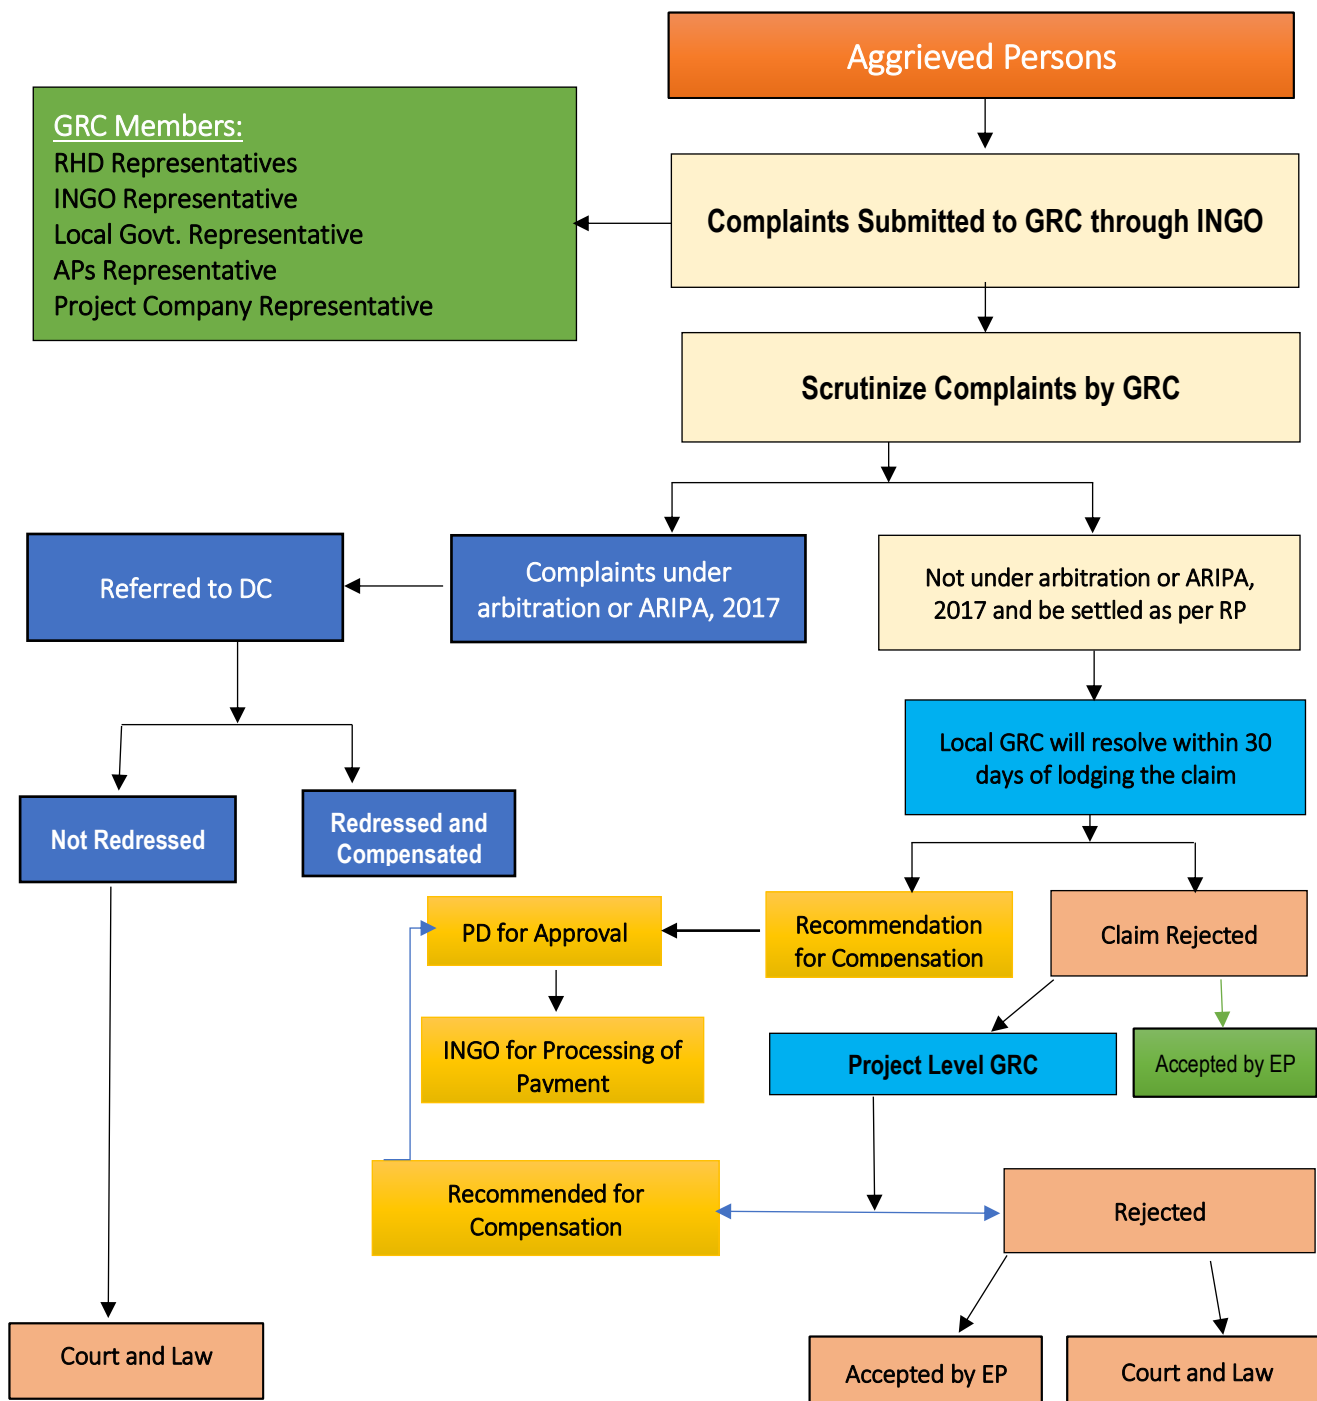 Aggrieved Persons
GRC Members:
RHD Representatives
INGO Representative
Local Govt. Representative
APs Representative
Project Company Representative
Complaints Submitted to GRC through INGO
Scrutinize Complaints by GRC
Referred to DC
Complaints under
arbitration or ARIPA, 2017
Not under arbitration or ARIPA,
2017 and be settled as per RP
Local GRC will resolve within 30
days of lodging the claim
Not Redressed
Redressed and
Compensated
PD for Approval
Recommendation
for Compensation
Claim Rejected
INGO for Processing of
Payment
Project Level GRC
Accepted by EP
Recommended for
Compensation
Rejected
Court and Law
Accepted by EP
Court and Law